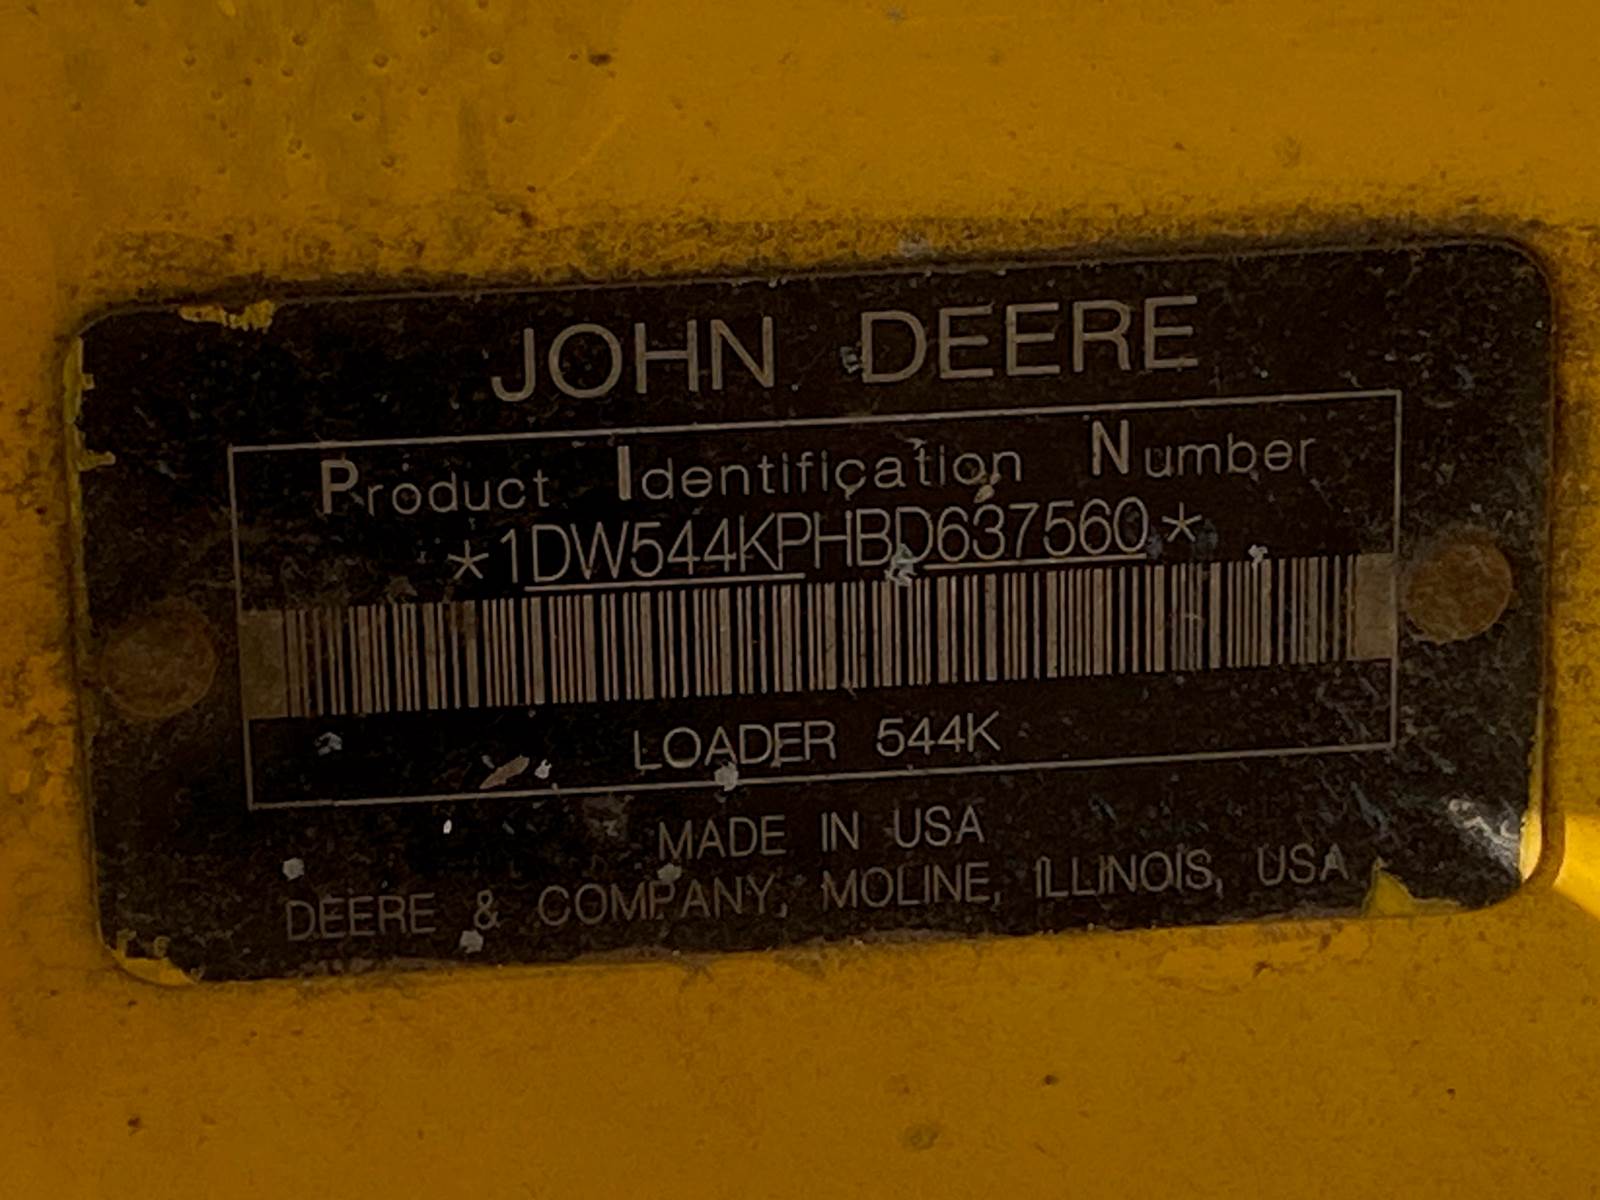 JOHN DEERE
Product Identification Number
*1DW544KPHBD637560*
LOADER 544K
MADE IN USA
DEERE & COMPANY, MOLINE, ILLINOIS, USA